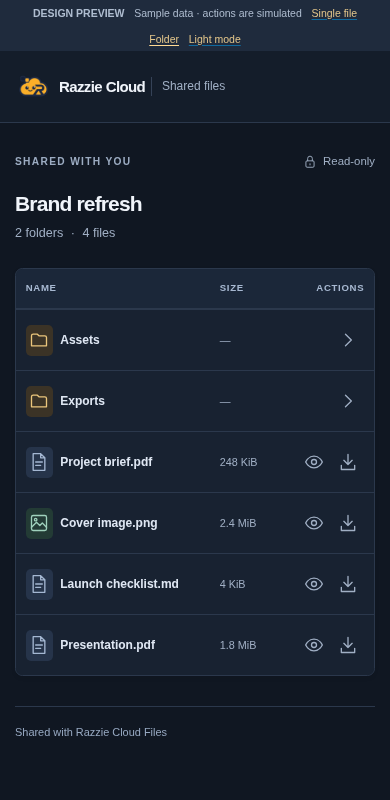 DESIGN PREVIEW Sample data · actions are simulated Single file
Folder Light mode
Razzie Cloud Shared files
SHARED WITH YOU Read-only
Brand refresh
2 folders · 4 files
NAME SIZE ACTIONS
Assets —
Exports —
Project brief.pdf 248 KiB
Cover image.png 2.4 MiB
Launch checklist.md 4 KiB
Presentation.pdf 1.8 MiB
Shared with Razzie Cloud Files